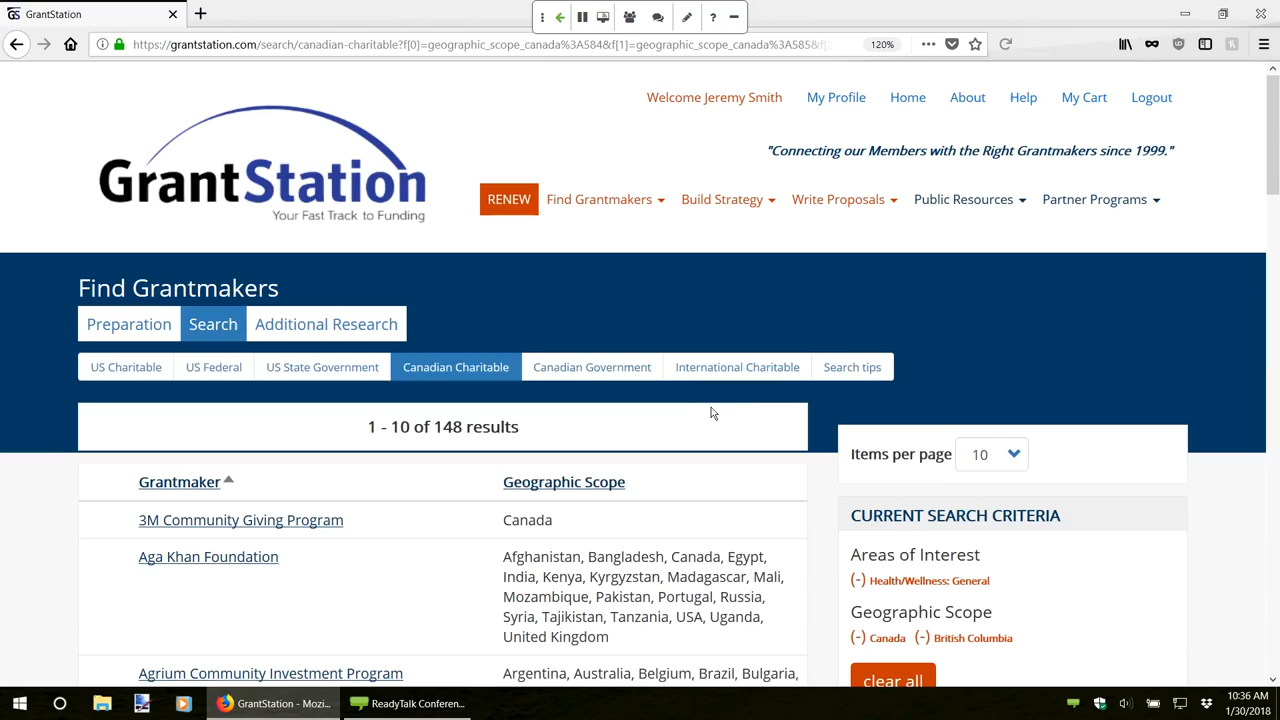 GrantStation
https://grantstation.com/search/canadian-charitable?f[0]=geographic_scope_canada%3A584&f[1]=geographic_scope_canada%3A585&f[
120%
Welcome Jeremy Smith
My Profile
Home
About
Help
My Cart
Logout
GrantStation
Your Fast Track to Funding
"Connecting our Members with the Right Grantmakers since 1999."
RENEW
Find Grantmakers
Build Strategy
Write Proposals
Public Resources
Partner Programs
Find Grantmakers
Preparation
Search
Additional Research
US Charitable
US Federal
US State Government
Canadian Charitable
Canadian Government
International Charitable
Search tips
1 - 10 of 148 results
Items per page
10
Grantmaker
Geographic Scope
3M Community Giving Program
Canada
Aga Khan Foundation
Afghanistan, Bangladesh, Canada, Egypt,
India, Kenya, Kyrgyzstan, Madagascar, Mali,
Mozambique, Pakistan, Portugal, Russia,
Syria, Tajikistan, Tanzania, USA, Uganda,
United Kingdom
Agrium Community Investment Program
Argentina, Australia, Belgium, Brazil, Bulgaria,
CURRENT SEARCH CRITERIA
Areas of Interest
(-) Health/Wellness: General
Geographic Scope
(-) Canada (-) British Columbia
clear all
GrantStation - Mozi...
ReadyTalk Conferen...
10:36 AM
1/30/2018